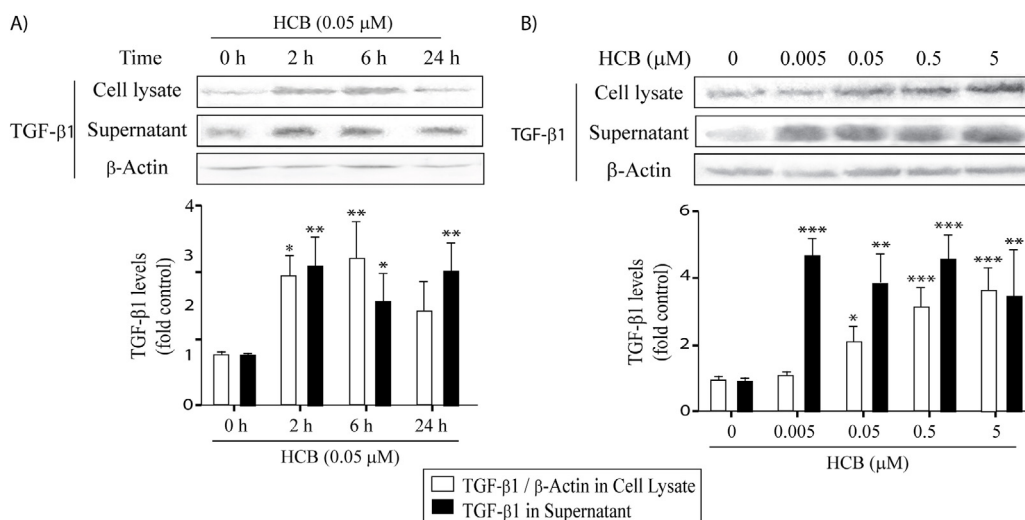 A)
HCB (0.05 μM)
Time 0 h 2 h 6 h 24 h
Cell lysate
TGF-β1 Supernatant
β-Actin
4
3
2
1
0
TGF-β1 levels
(fold control)
* ** ** * **
0 h 2 h 6 h 24 h
HCB (0.05 μM)
B)
HCB (μM) 0 0.005 0.05 0.5 5
Cell lysate
TGF-β1 Supernatant
β-Actin
6
4
2
0
TGF-β1 levels
(fold control)
*** * ** *** *** *** **
0 0.005 0.05 0.5 5
HCB (μM)
TGF-β1 / β-Actin in Cell Lysate
TGF-β1 in Supernatant